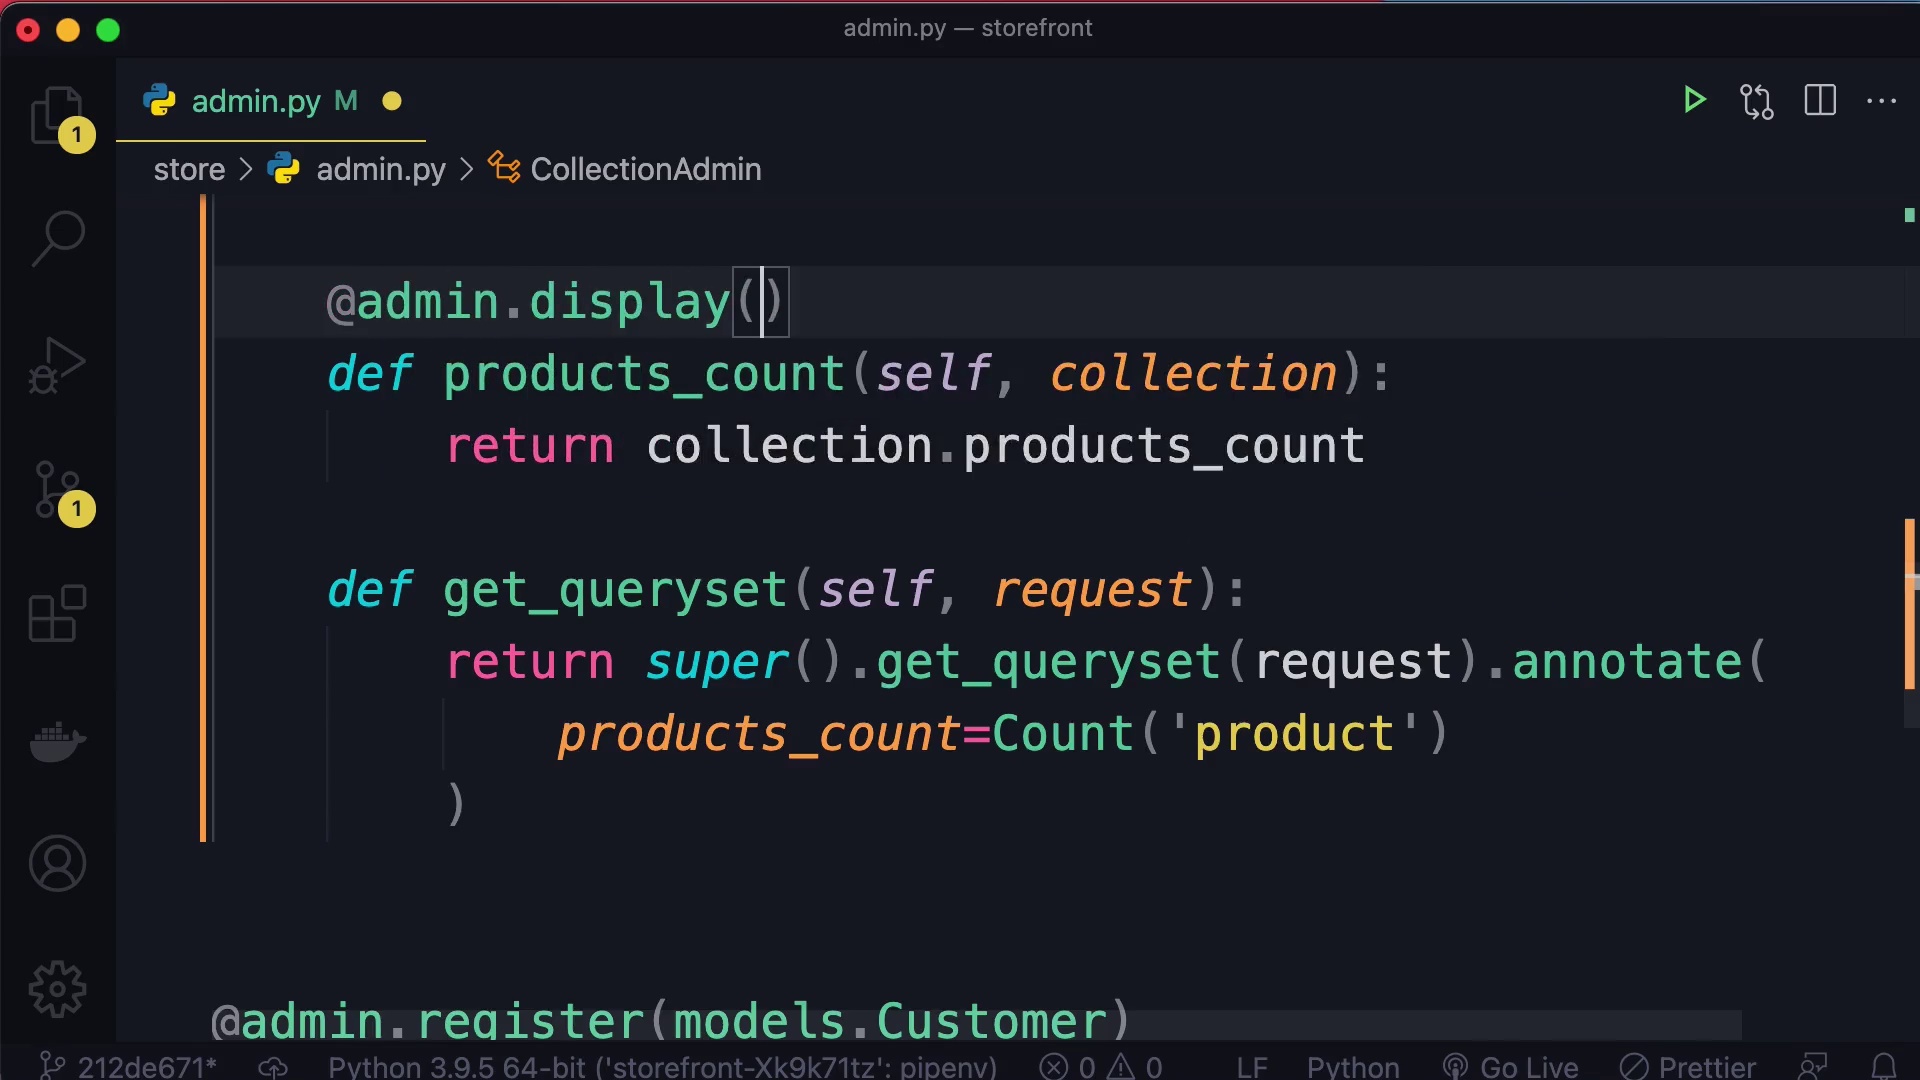 admin.py — storefront
admin.py M
1
store > admin.py > CollectionAdmin
@admin.display()
def products_count(self, collection):
return collection.products_count
1
def get_queryset(self, request):
return super().get_queryset(request).annotate(
products_count=Count('product')
)
@admin.register(models.Customer)
212de671* Python 3.9.5 64-bit ('storefront-Xk9k71tz': pipenv) 0 0 LF Python Go Live Prettier